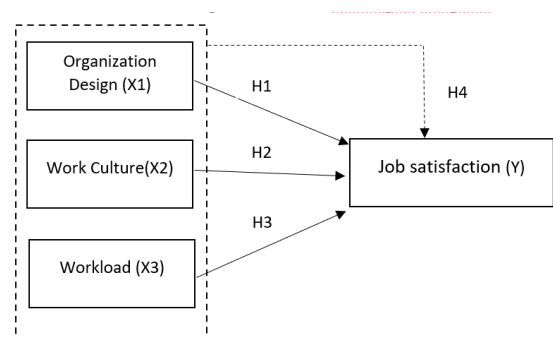 Organization
Design (X1)
H1
H4
H2
Work Culture(X2)
Job satisfaction (Y)
H3
Workload (X3)